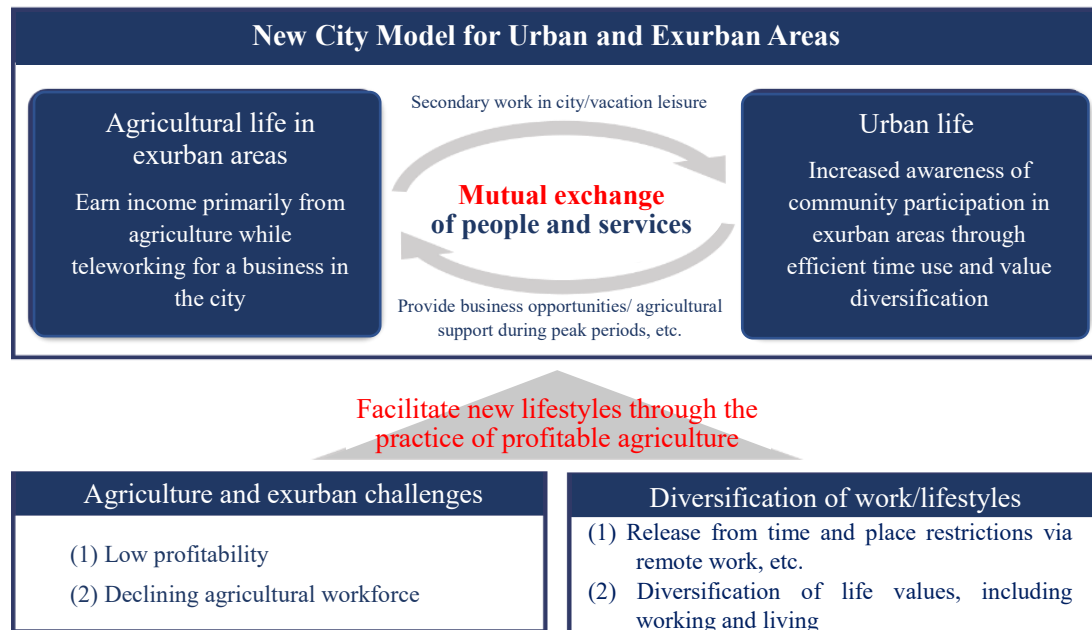 New City Model for Urban and Exurban Areas
Agricultural life in
exurban areas
Earn income primarily from
agriculture while
teleworking for a business in
the city
Secondary work in city/vacation leisure
Mutual exchange
of people and services
Provide business opportunities/ agricultural
support during peak periods, etc.
Urban life
Increased awareness of
community participation in
exurban areas through
efficient time use and value
diversification
Facilitate new lifestyles through the
practice of profitable agriculture
Agriculture and exurban challenges
(1) Low profitability
(2) Declining agricultural workforce
Diversification of work/lifestyles
(1) Release from time and place restrictions via
remote work, etc.
(2) Diversification of life values, including
working and living